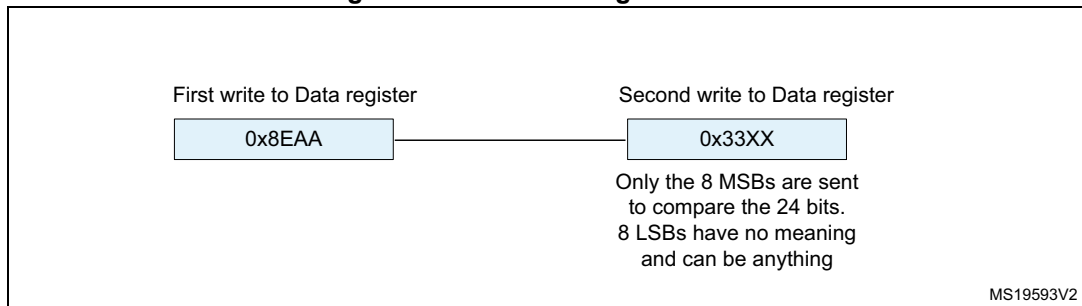 First write to Data register
Second write to Data register
0x8EAA
0x33XX
Only the 8 MSBs are sent
to compare the 24 bits.
8 LSBs have no meaning
and can be anything
MS19593V2